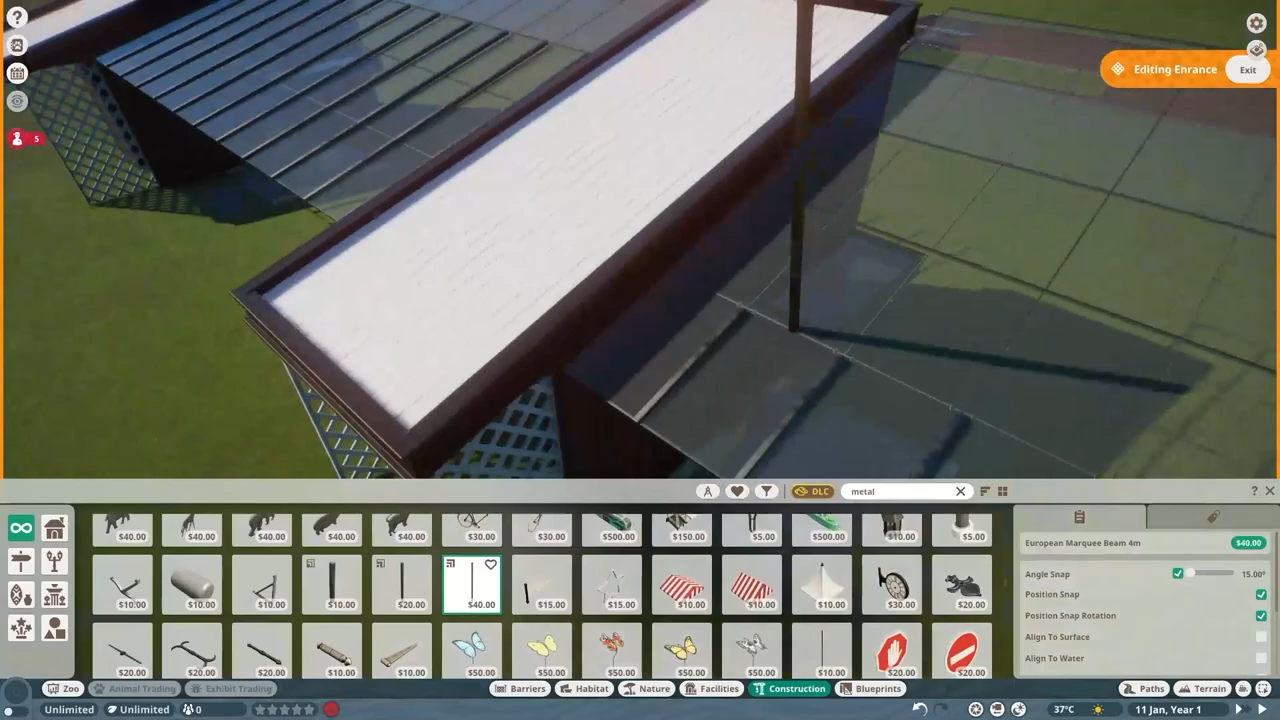 ?
Editing Enrance
Exit
5
DLC
metal
?
$40.00 $40.00 $40.00 $40.00 $40.00 $30.00 $30.00 $500.00 $150.00 $500.00 $10.00 $5.00
European Marquee Beam 4m $40.00
$10.00 $10.00 $10.00 $10.00 $20.00 $40.00 $15.00 $15.00 $10.00 $10.00 $10.00 $30.00 $20.00
Angle Snap 15.00°
Position Snap
Position Snap Rotation
Align To Surface
Align To Water
$20.00 $20.00 $20.00 $10.00 $10.00 $50.00 $50.00 $50.00 $50.00 $50.00 $10.00 $20.00 $20.00
Zoo Animal Trading Exhibit Trading Barriers Habitat Nature Facilities Construction Blueprints Paths Terrain
Unlimited Unlimited 0 37°C 11 Jan, Year 1